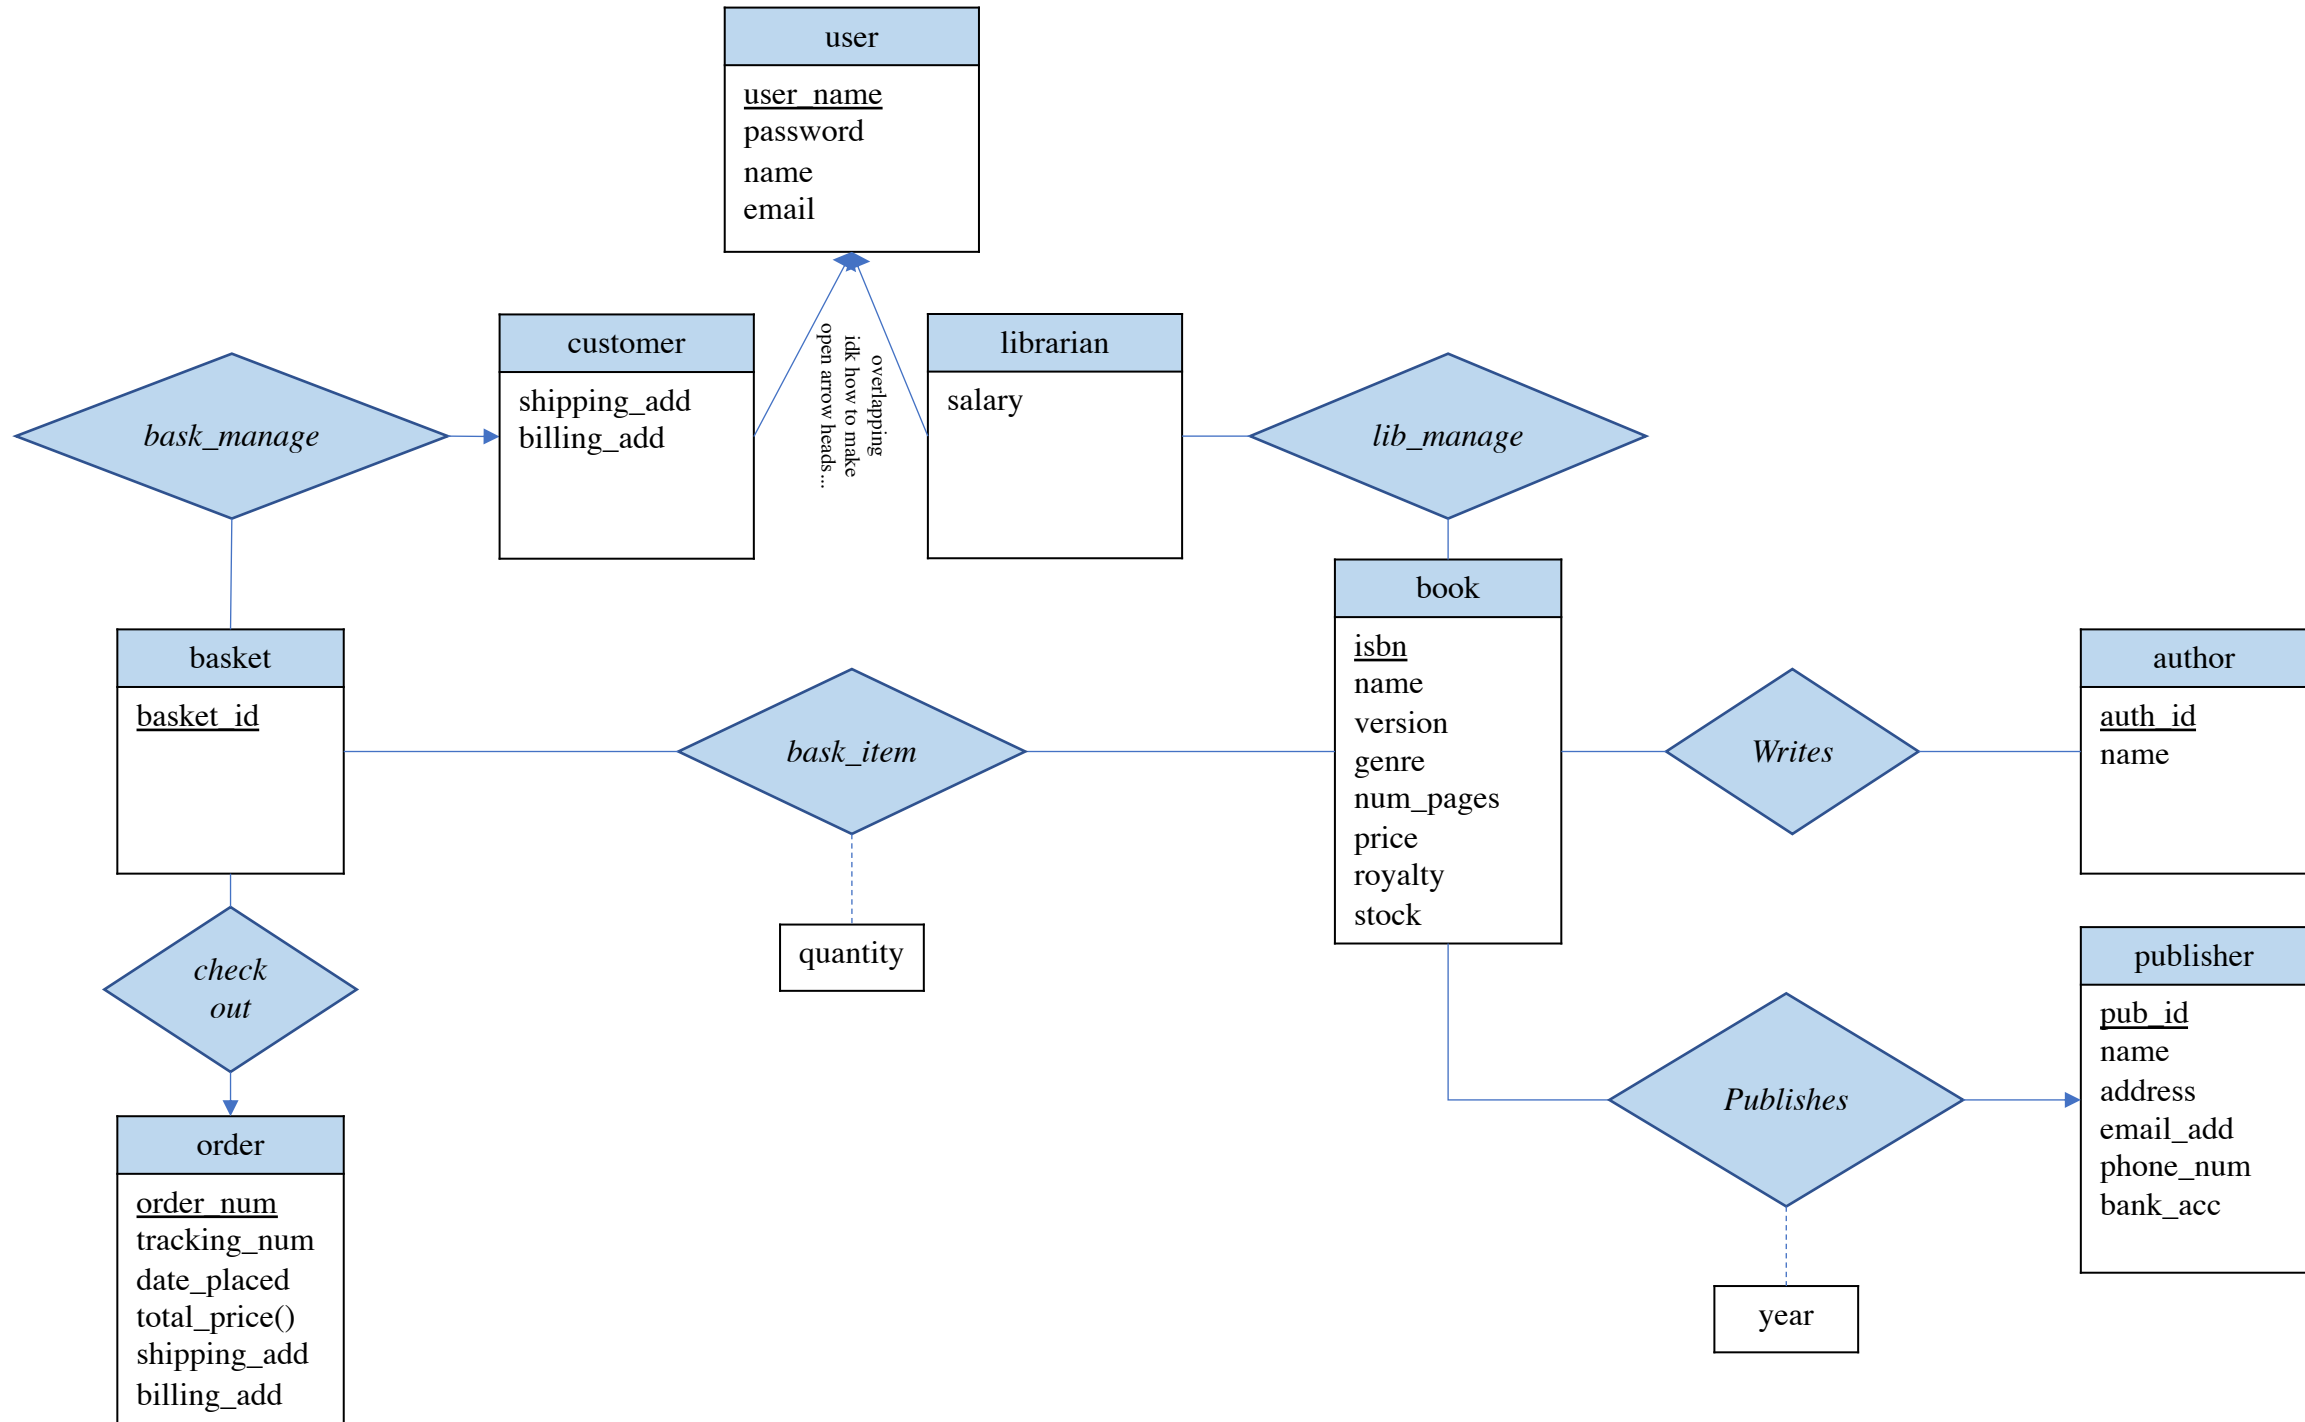 user
user_name
password
name
email
customer
shipping_add
billing_add
overlapping
idk how to make
open arrow heads...
librarian
salary
bask_manage
lib_manage
basket
basket_id
bask_item
quantity
book
isbn
name
version
genre
num_pages
price
royalty
stock
Writes
author
auth_id
name
check
out
order
order_num
tracking_num
date_placed
total_price()
shipping_add
billing_add
Publishes
year
publisher
pub_id
name
address
email_add
phone_num
bank_acc